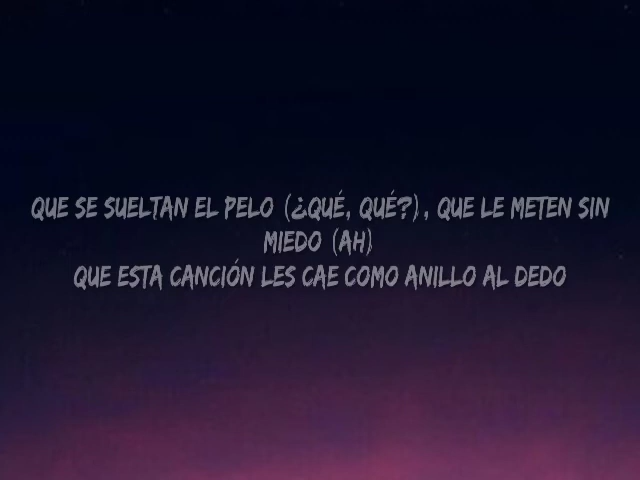 QUE SE SUELTAN EL PELO (¿QUÉ, QUÉ?), QUE LE METEN SIN
MIEDO (AH)
QUE ESTA CANCIÓN LES CAE COMO ANILLO AL DEDO